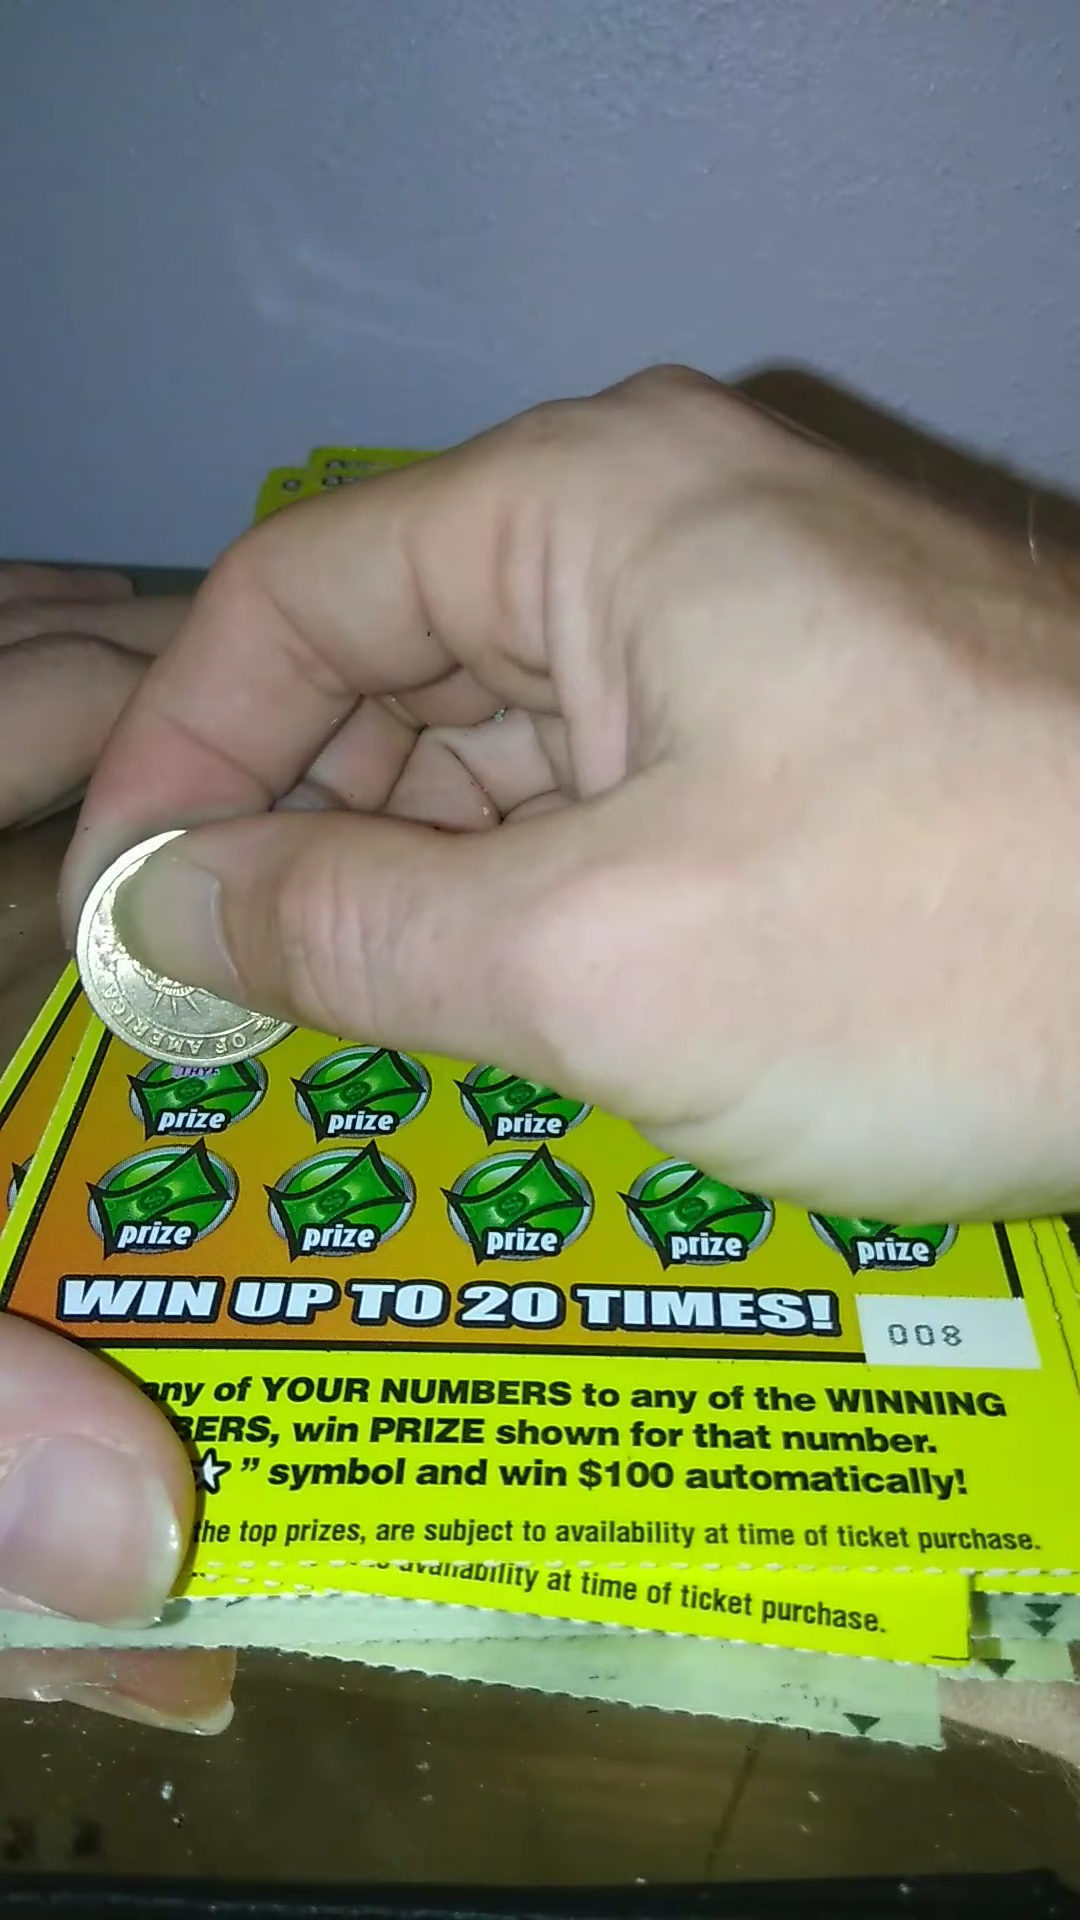 OF AMERICA
THY
prize prize prize
prize prize prize prize prize
WIN UP TO 20 TIMES!
008
any of YOUR NUMBERS to any of the WINNING
BERS, win PRIZE shown for that number.
" symbol and win $100 automatically!
the top prizes, are subject to availability at time of ticket purchase.
availability at time of ticket purchase.